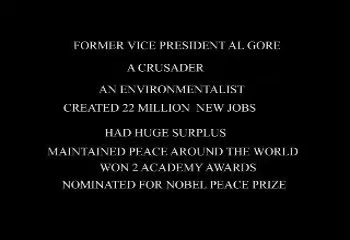 FORMER VICE PRESIDENT AL GORE
A CRUSADER
AN ENVIRONMENTALIST
CREATED 22 MILLION NEW JOBS
HAD HUGE SURPLUS
MAINTAINED PEACE AROUND THE WORLD
WON 2 ACADEMY AWARDS
NOMINATED FOR NOBEL PEACE PRIZE